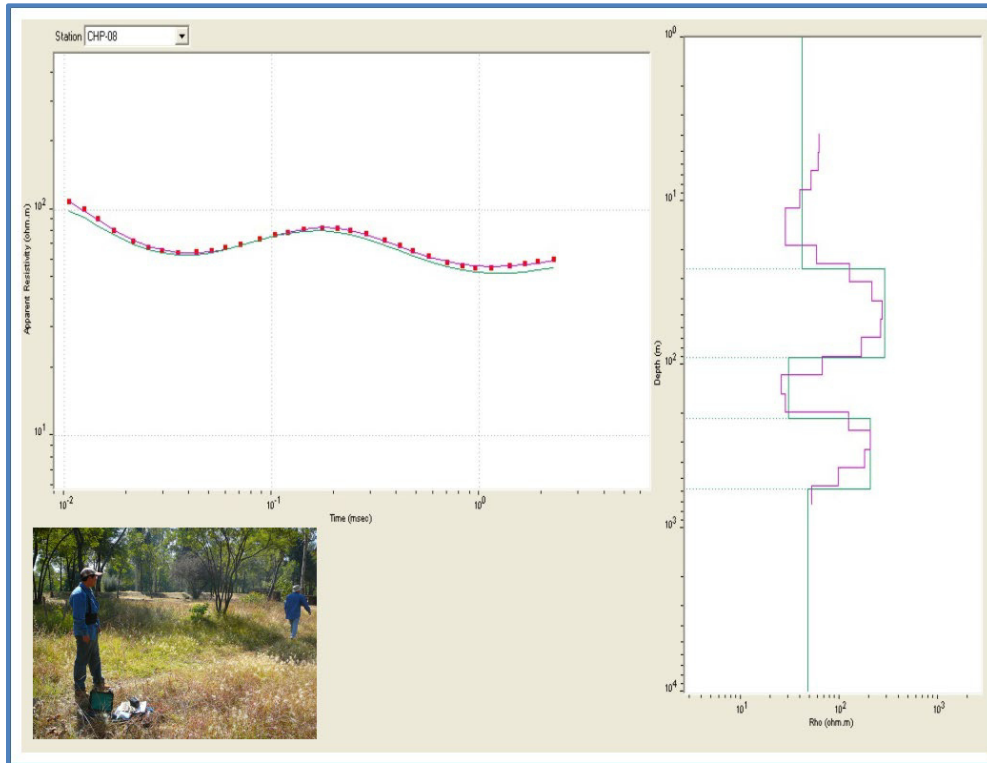 Station CHP-08
10²
10¹
Apparent Resistivity (ohm.m)
10⁻² 10⁻¹ 10⁰
Time (msec)
10⁰
10¹
10²
10³
10⁴
Depth (m)
10¹ 10² 10³
Rho (ohm.m)